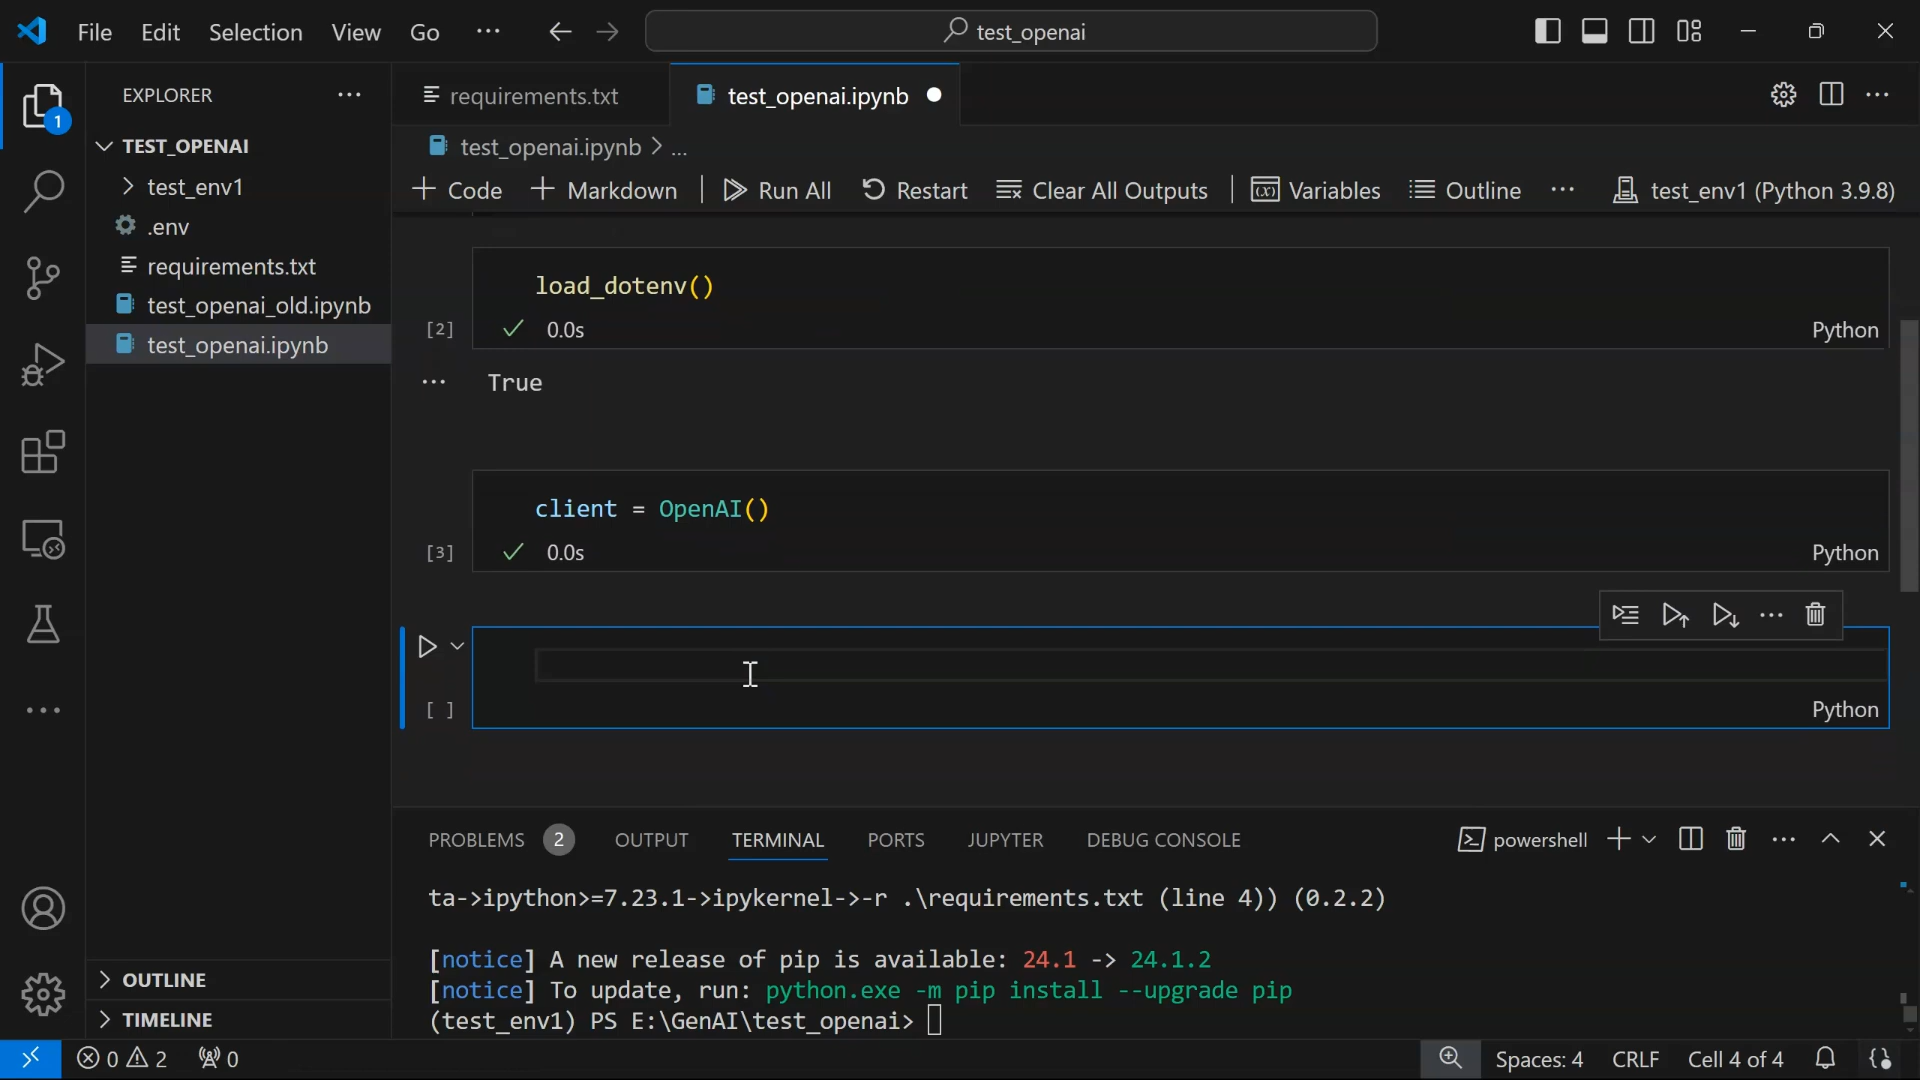 File Edit Selection View Go ··· test_openai
EXPLORER ···
1
TEST_OPENAI
test_env1
.env
requirements.txt
test_openai_old.ipynb
test_openai.ipynb
OUTLINE
TIMELINE
requirements.txt test_openai.ipynb
test_openai.ipynb > ...
+ Code + Markdown Run All Restart Clear All Outputs Variables Outline ··· test_env1 (Python 3.9.8)
load_dotenv()
[2] 0.0s Python
··· True
client = OpenAI()
[3] 0.0s Python
[ ] Python
PROBLEMS 2 OUTPUT TERMINAL PORTS JUPYTER DEBUG CONSOLE powershell
ta->ipython>=7.23.1->ipykernel->-r .\requirements.txt (line 4)) (0.2.2)
[notice] A new release of pip is available: 24.1 -> 24.1.2
[notice] To update, run: python.exe -m pip install --upgrade pip
(test_env1) PS E:\GenAI\test_openai>
0 2 0 Spaces: 4 CRLF Cell 4 of 4